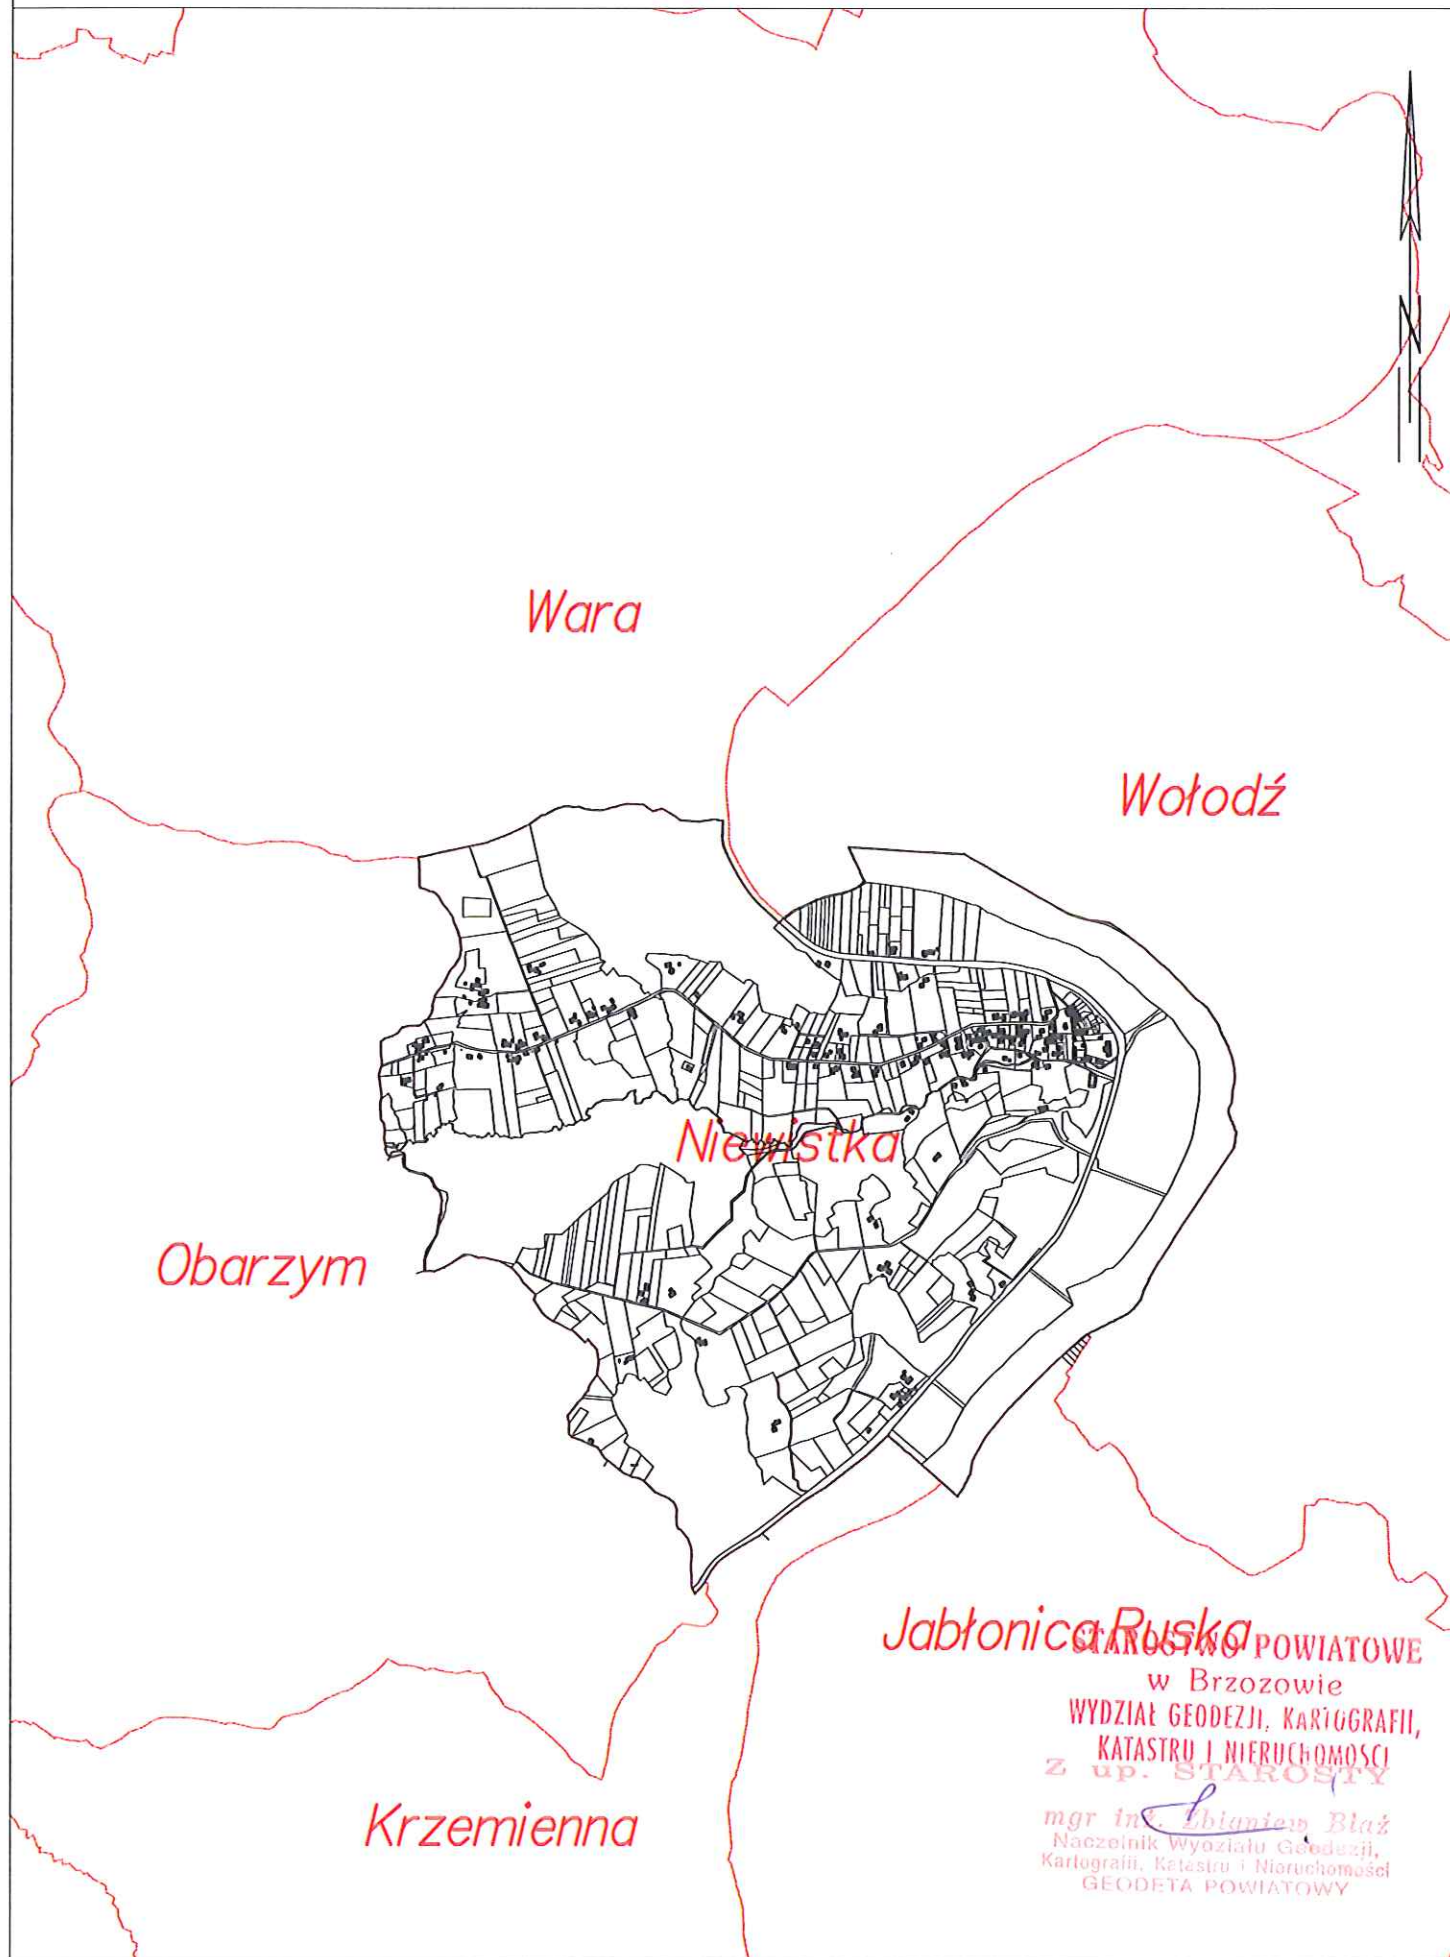 N
Wara
Wołodź
Niewistka
Obarzym
Jabłonica Ruska
STAROSTWO POWIATOWE
w Brzozowie
WYDZIAŁ GEODEZJI, KARTOGRAFII,
KATASTRU I NIERUCHOMOŚCI
Z up. STAROSTY
mgr inż. Zbigniew Błaż
Naczelnik Wydziału Geodezji,
Kartografii, Katastru i Nieruchomości
GEODETA POWIATOWY
Krzemienna